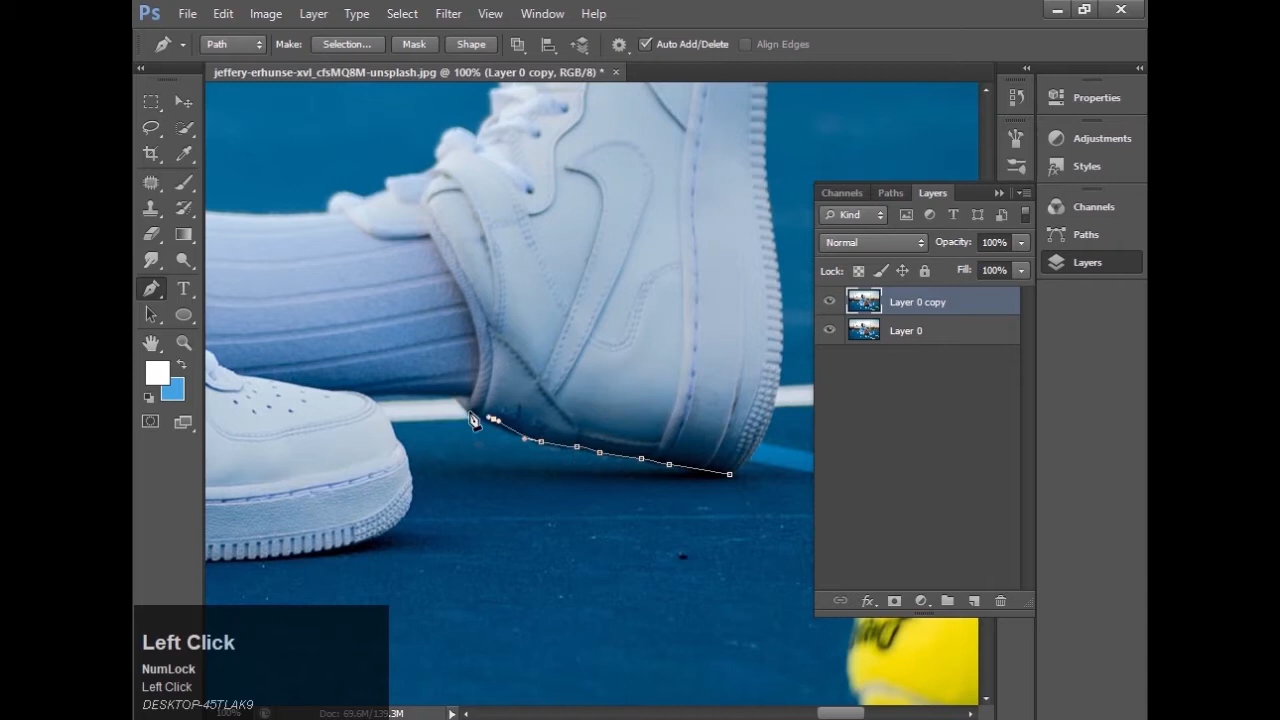 Ps File Edit Image Layer Type Select Filter View Window Help
Path Make: Selection... Mask Shape Auto Add/Delete Align Edges
jeffery-erhunse-xvl_cfsMQ8M-unsplash.jpg @ 100% (Layer 0 copy, RGB/8) *
Properties
Adjustments
Styles
Channels
Paths
Layers
Channels Paths Layers
Kind
Normal Opacity: 100%
Lock: Fill: 100%
Layer 0 copy
Layer 0
Left Click
NumLock
Left Click
DESKTOP-45TLAK9
100% Doc: 69.6M/139.3M